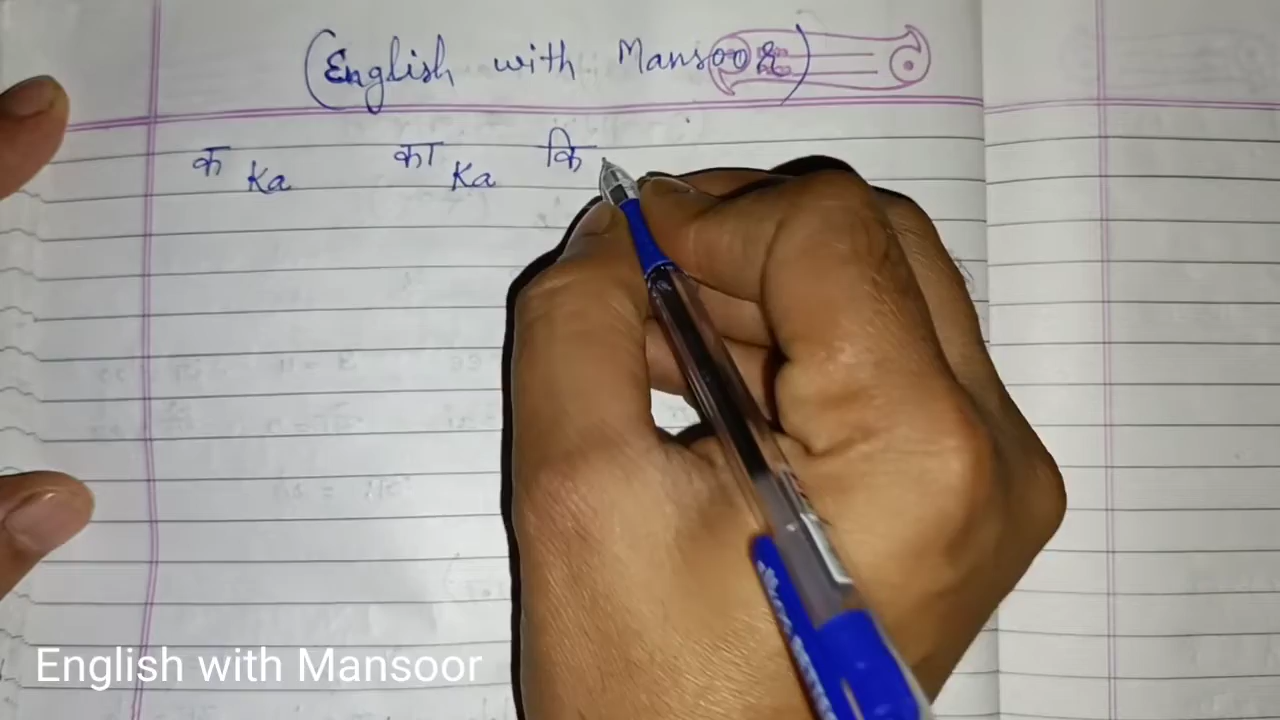 (English with Mansoor)
क Ka का Ka कि
English with Mansoor